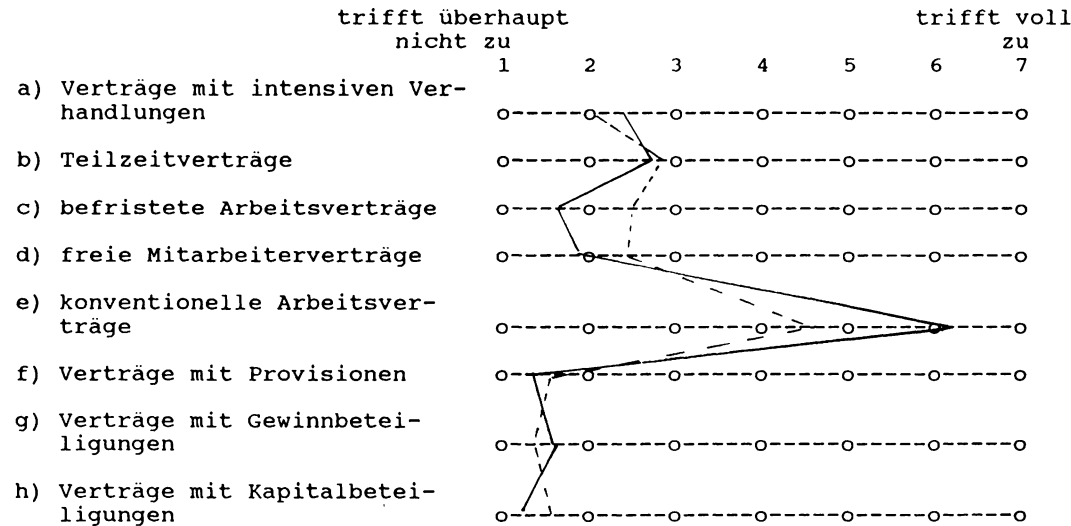 trifft überhaupt trifft voll
nicht zu zu
1 2 3 4 5 6 7
a) Verträge mit intensiven Ver-
handlungen o-----o-----o-----o-----o-----o-----o
b) Teilzeitverträge o-----o-----o-----o-----o-----o-----o
c) befristete Arbeitsverträge o-----o-----o-----o-----o-----o-----o
d) freie Mitarbeiterverträge o-----o-----o-----o-----o-----o-----o
e) konventionelle Arbeitsver-
träge o-----o-----o-----o-----o-----o-----o
f) Verträge mit Provisionen o-----o-----o-----o-----o-----o-----o
g) Verträge mit Gewinnbetei-
ligungen o-----o-----o-----o-----o-----o-----o
h) Verträge mit Kapitalbetei-
ligungen o-----o-----o-----o-----o-----o-----o